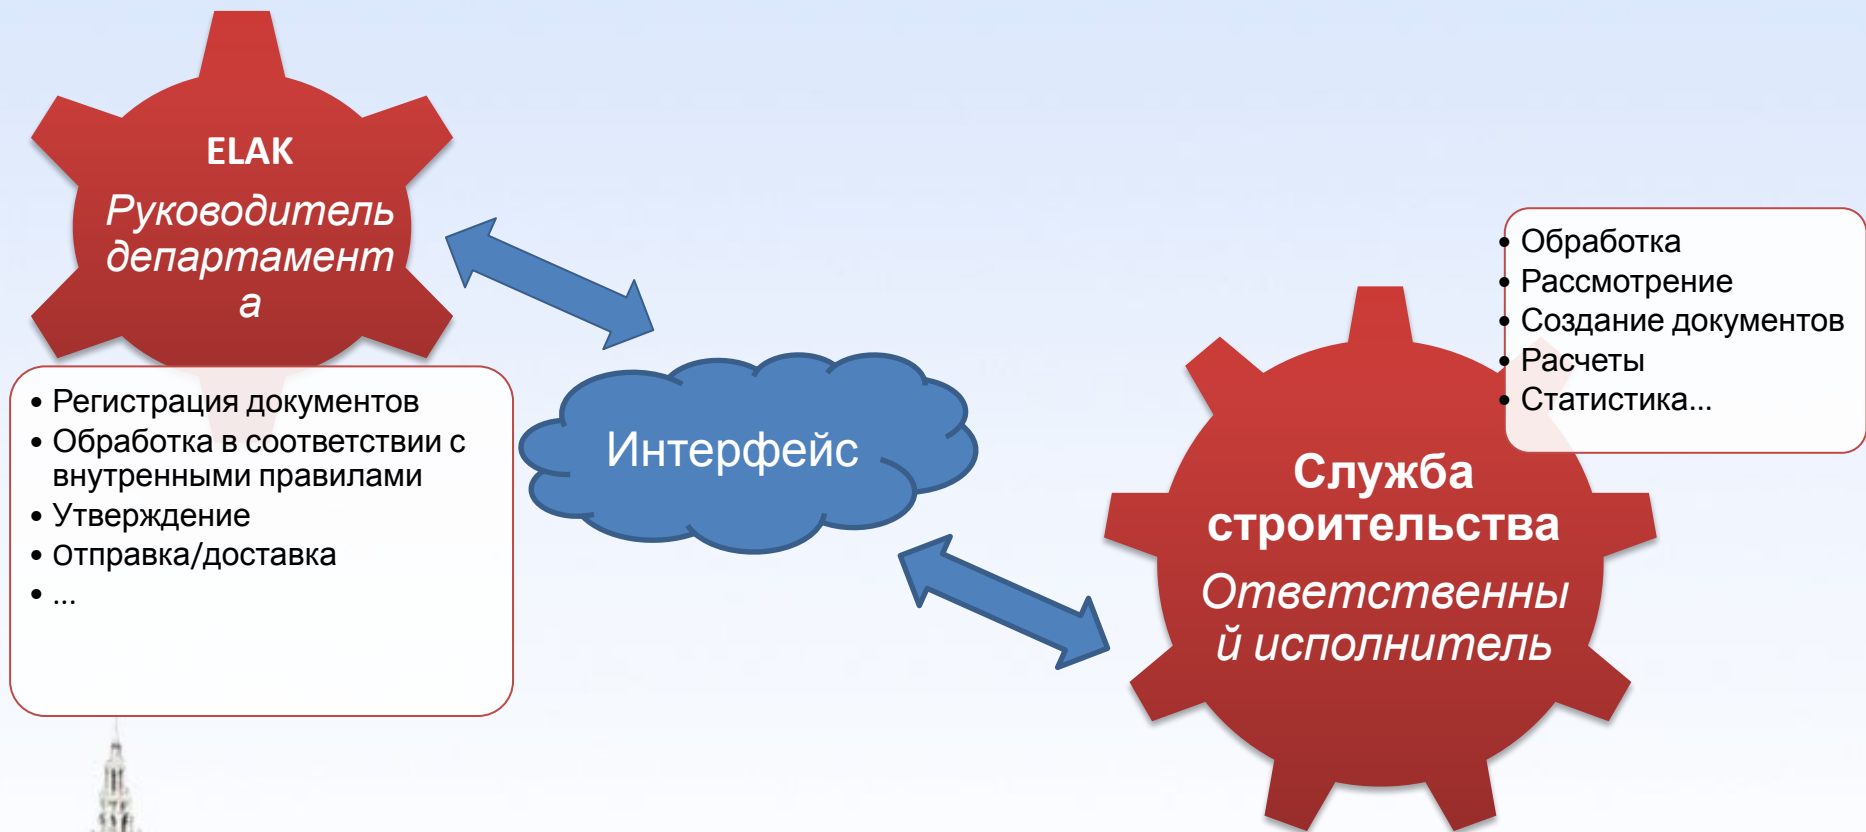 ELAK
Руководитель
департамент
а
• Регистрация документов
• Обработка в соответствии с
внутренными правилами
• Утверждение
• Отправка/доставка
• ...
Интерфейс
• Обработка
• Рассмотрение
• Создание документов
• Расчеты
• Статистика...
Служба
строительства
Ответственны
й исполнитель